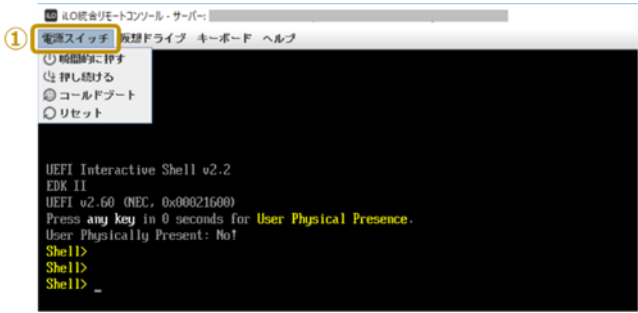 iLO iLO統合リモートコンソール - サーバー:
① 電源スイッチ 仮想ドライブ キーボード ヘルプ
瞬間的に押す
押し続ける
コールドブート
リセット
UEFI Interactive Shell v2.2
EDK II
UEFI v2.60 (NEC, 0x00021600)
Press any key in 0 seconds for User Physical Presence.
User Physically Present: No!
Shell>
Shell>
Shell> _